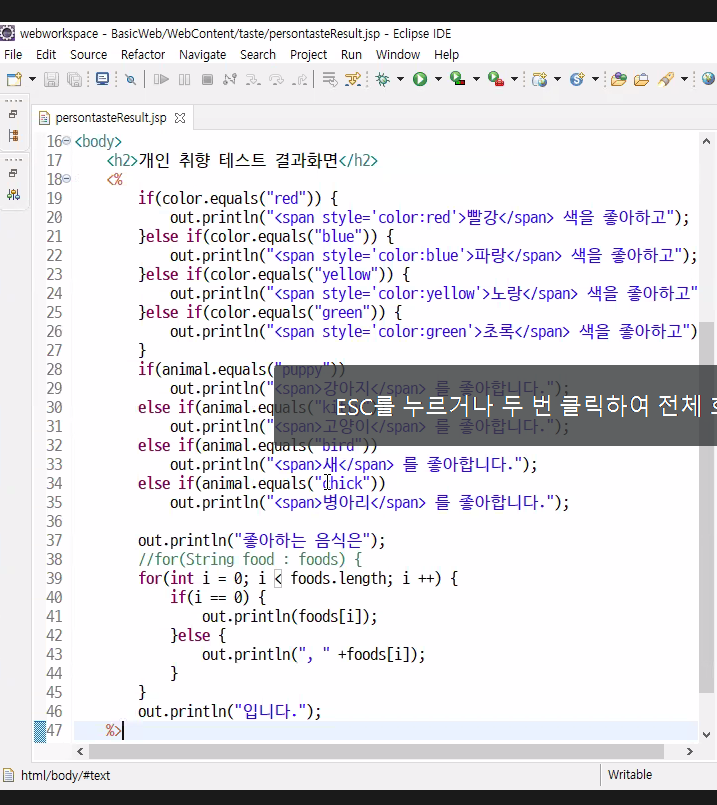 webworkspace - BasicWeb/WebContent/taste/persontasteResult.jsp - Eclipse IDE
File Edit Source Refactor Navigate Search Project Run Window Help
persontasteResult.jsp
16 <body>
17 <h2>개인 취향 테스트 결과화면</h2>
18 <%
19 if(color.equals("red")) {
20 out.println("<span style='color:red'>빨강</span> 색을 좋아하고");
21 }else if(color.equals("blue")) {
22 out.println("<span style='color:blue'>파랑</span> 색을 좋아하고");
23 }else if(color.equals("yellow")) {
24 out.println("<span style='color:yellow'>노랑</span> 색을 좋아하고"
25 }else if(color.equals("green")) {
26 out.println("<span style='color:green'>초록</span> 색을 좋아하고")
27 }
28 if(animal.equals("puppy"))
29 out.println("<span>강아지</span> 를 좋아합니다.");
ESC를 누르거나 두 번 클릭하여 전체
30 else if(animal.equals("ki
31 out.println("<span>고양이</span> 를 좋아합니다.");
32 else if(animal.equals("bird"))
33 out.println("<span>새</span> 를 좋아합니다.");
34 else if(animal.equals("chick"))
35 out.println("<span>병아리</span> 를 좋아합니다.");
36
37 out.println("좋아하는 음식은");
38 //for(String food : foods) {
39 for(int i = 0; i < foods.length; i ++) {
40 if(i == 0) {
41 out.println(foods[i]);
42 }else {
43 out.println(", " +foods[i]);
44 }
45 }
46 out.println("입니다.");
47 %>
html/body/#text
Writable